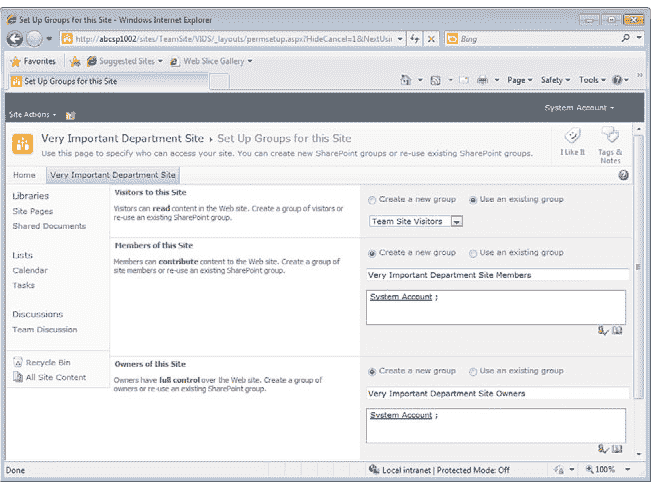 Set Up Groups for this Site - Windows Internet Explorer
http://abcsp1002/sites/TeamSite/VIDS/_layouts/permsetup.aspx?HideCancel=1&NextUsi
Bing
Favorites Suggested Sites Web Slice Gallery
Set Up Groups for this Site
Page Safety Tools
System Account
Site Actions
Very Important Department Site Set Up Groups for this Site
Use this page to specify who can access your site. You can create new SharePoint groups or re-use existing SharePoint groups.
I Like It
Tags & Notes
Home Very Important Department Site
Libraries
Site Pages
Shared Documents
Lists
Calendar
Tasks
Discussions
Team Discussion
Recycle Bin
All Site Content
Visitors to this Site
Visitors can read content in the Web site. Create a group of visitors
or re-use an existing SharePoint group.
Create a new group Use an existing group
Team Site Visitors
Members of this Site
Members can contribute content to the Web site. Create a group of
site members or re-use an existing SharePoint group.
Create a new group Use an existing group
Very Important Department Site Members
System Account ;
Owners of this Site
Owners have full control over the Web site. Create a group of
owners or re-use an existing SharePoint group.
Create a new group Use an existing group
Very Important Department Site Owners
System Account ;
Done
Local intranet | Protected Mode: Off
100%